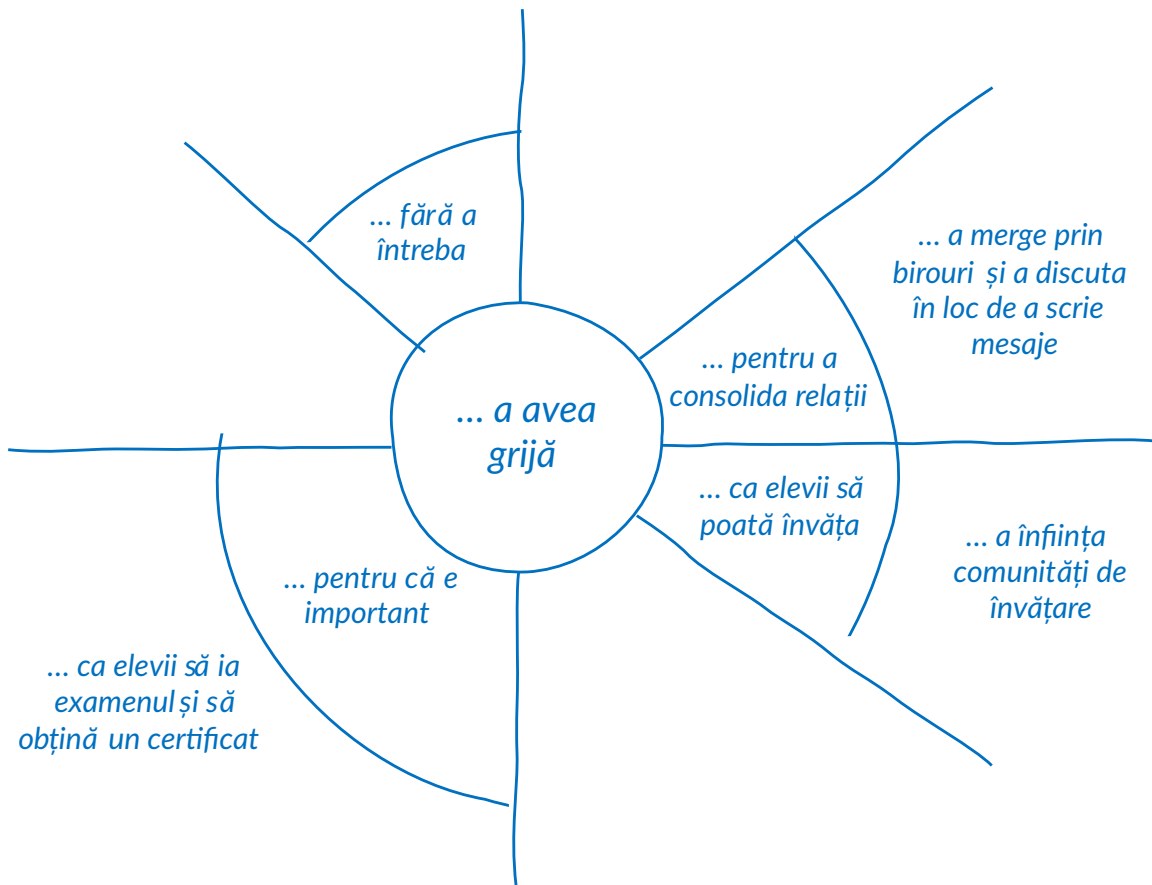 ... fără a
întreba
... a merge prin
birouri și a discuta
în loc de a scrie
mesaje
... pentru a
consolida relații
... a avea
grijă
... ca elevii să
poată învăța
... a înființa
comunități de
învățare
... pentru că e
important
... ca elevii să ia
examenul și să
obțină un certificat